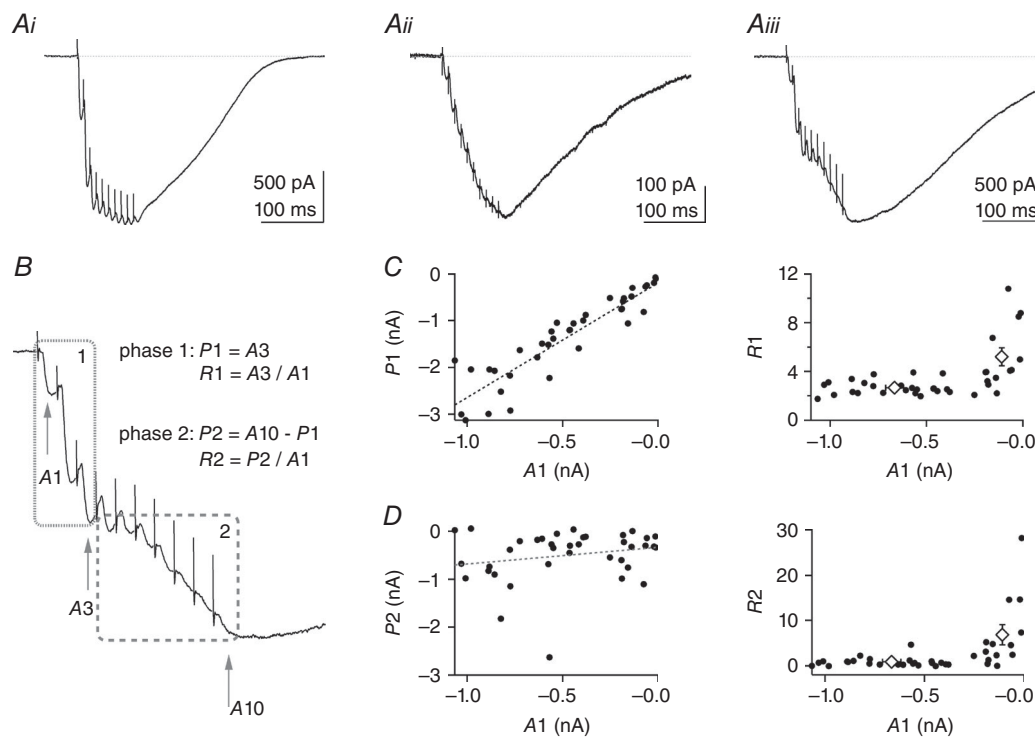 Ai
Aii
Aiii
500 pA
100 ms
100 pA
100 ms
500 pA
100 ms
B
1
phase 1: P1 = A3
R1 = A3 / A1
phase 2: P2 = A10 - P1
R2 = P2 / A1
A1
2
A3
A10
C
P1 (nA)
0
–1
–2
–3
–1.0
–0.5
–0.0
A1 (nA)
R1
12
8
4
0
–1.0
–0.5
–0.0
A1 (nA)
D
P2 (nA)
0
–1
–2
–3
–1.0
–0.5
–0.0
A1 (nA)
R2
30
20
10
0
–1.0
–0.5
–0.0
A1 (nA)